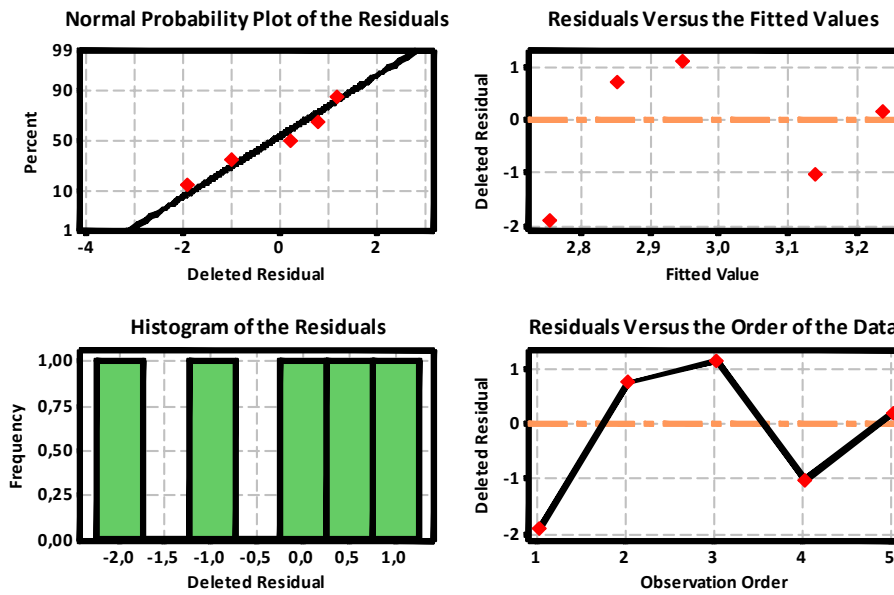 Normal Probability Plot of the Residuals
99
90
50
10
1
Percent
-4 -2 0 2
Deleted Residual
Residuals Versus the Fitted Values
1
0
-1
-2
Deleted Residual
2,8 2,9 3,0 3,1 3,2
Fitted Value
Histogram of the Residuals
1,00
0,75
0,50
0,25
0,00
Frequency
-2,0 -1,5 -1,0 -0,5 0,0 0,5 1,0
Deleted Residual
Residuals Versus the Order of the Data
1
0
-1
-2
Deleted Residual
1 2 3 4 5
Observation Order